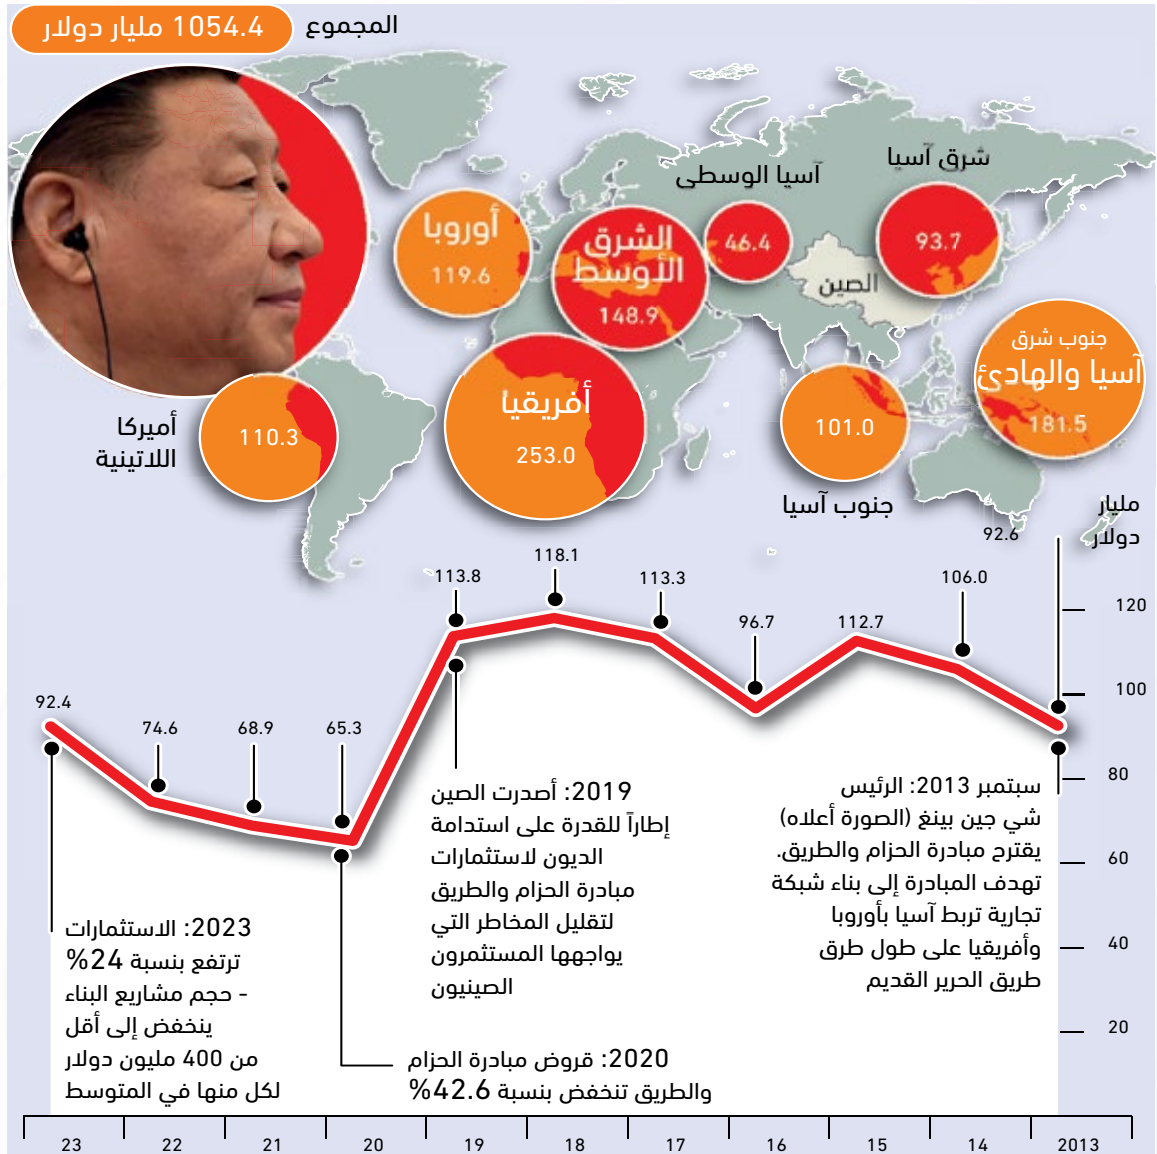 المجموع
1054.4 مليار دولار
شرق آسيا
93.7
آسيا الوسطى
46.4
الصين
الشرق
الأوسط
148.9
أوروبا
119.6
جنوب شرق
آسيا والهادئ
181.5
جنوب آسيا
101.0
أفريقيا
253.0
أميركا
اللاتينية
110.3
مليار
دولار
120
100
80
60
40
20
92.6
106.0
112.7
96.7
113.3
118.1
113.8
65.3
68.9
74.6
92.4
سبتمبر 2013: الرئيس
شي جين بينغ (الصورة أعلاه)
يقترح مبادرة الحزام والطريق.
تهدف المبادرة إلى بناء شبكة
تجارية تربط آسيا بأوروبا
وأفريقيا على طول طرق
طريق الحرير القديم
2019: أصدرت الصين
إطاراً للقدرة على استدامة
الديون لاستثمارات
مبادرة الحزام والطريق
لتقليل المخاطر التي
يواجهها المستثمرون
الصينيون
2020: قروض مبادرة الحزام
والطريق تنخفض بنسبة 42.6%
2023: الاستثمارات
ترتفع بنسبة 24%
- حجم مشاريع البناء
ينخفض إلى أقل
من 400 مليون دولار
لكل منها في المتوسط
2013
14
15
16
17
18
19
20
21
22
23